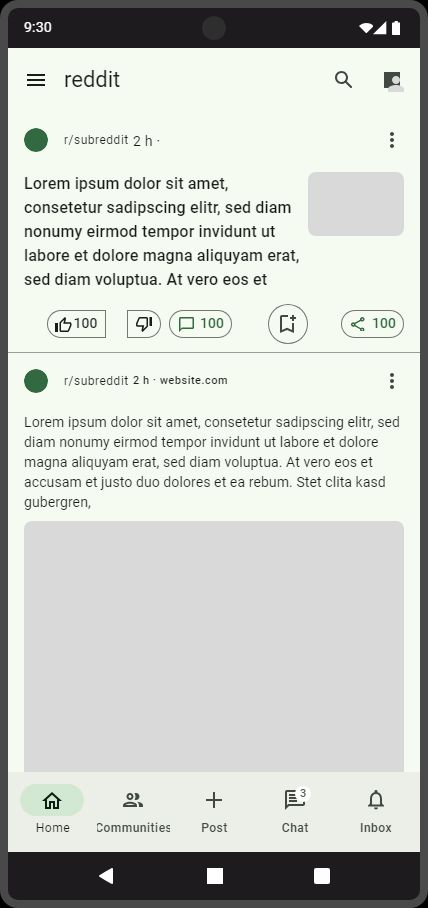 9:30
reddit
r/subreddit 2 h ·
Lorem ipsum dolor sit amet,
consetetur sadipscing elitr, sed diam
nonumy eirmod tempor invidunt ut
labore et dolore magna aliquyam erat,
sed diam voluptua. At vero eos et
100 100 100
r/subreddit 2 h · website.com
Lorem ipsum dolor sit amet, consetetur sadipscing elitr, sed
diam nonumy eirmod tempor invidunt ut labore et dolore
magna aliquyam erat, sed diam voluptua. At vero eos et
accusam et justo duo dolores et ea rebum. Stet clita kasd
gubergren,
3
Home Communities Post Chat Inbox